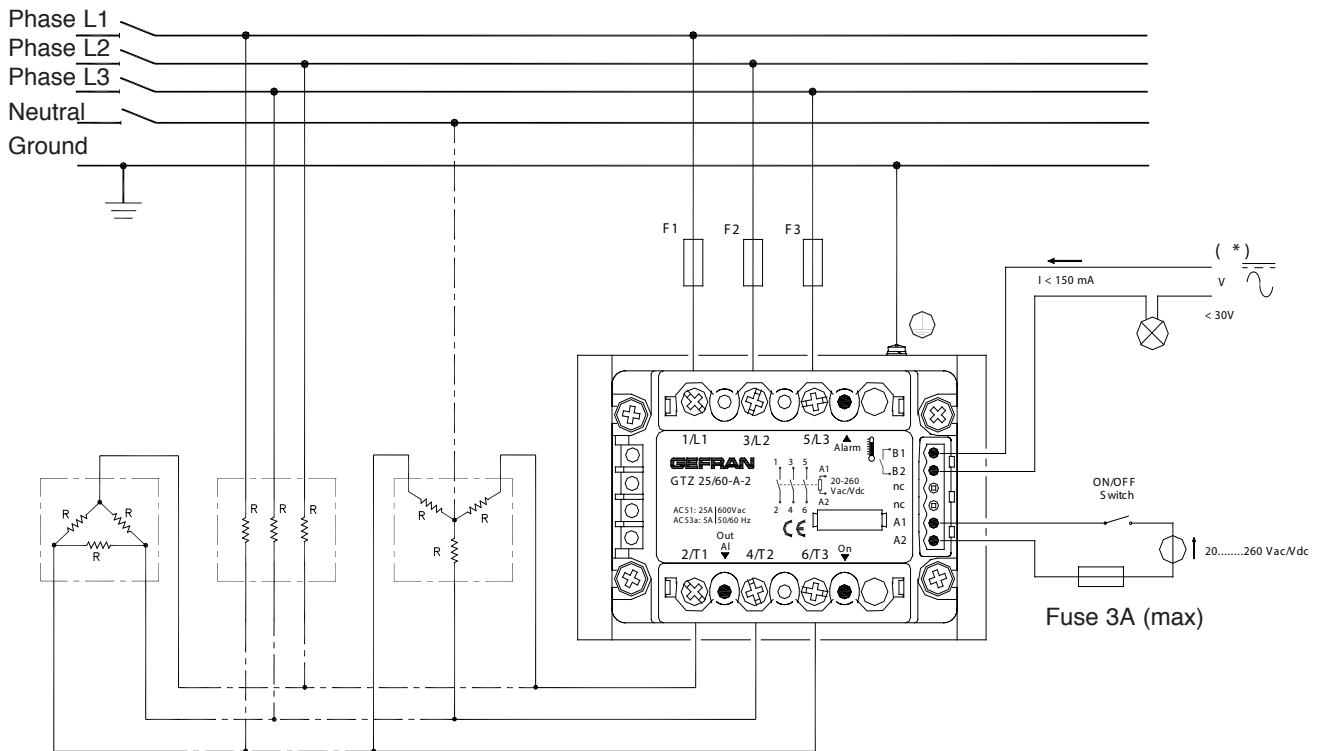 Phase L1
Phase L2
Phase L3
Neutral
Ground
F1 F2 F3
( *)
I < 150 mA
V
< 30V
1/L1 3/L2 5/L3
Alarm
GEFRAN
GTZ 25/60-A-2
AC51: 25A 600Vac
AC53a: 5A 50/60 Hz
1 3 5
2 4 6
A1
20-260
Vac/Vdc
A2
CE
B1
B2
nc
nc
A1
A2
Out
Al
On
2/T1 4/T2 6/T3
ON/OFF
Switch
20........260 Vac/Vdc
Fuse 3A (max)
R R
R
R R R
R R
R